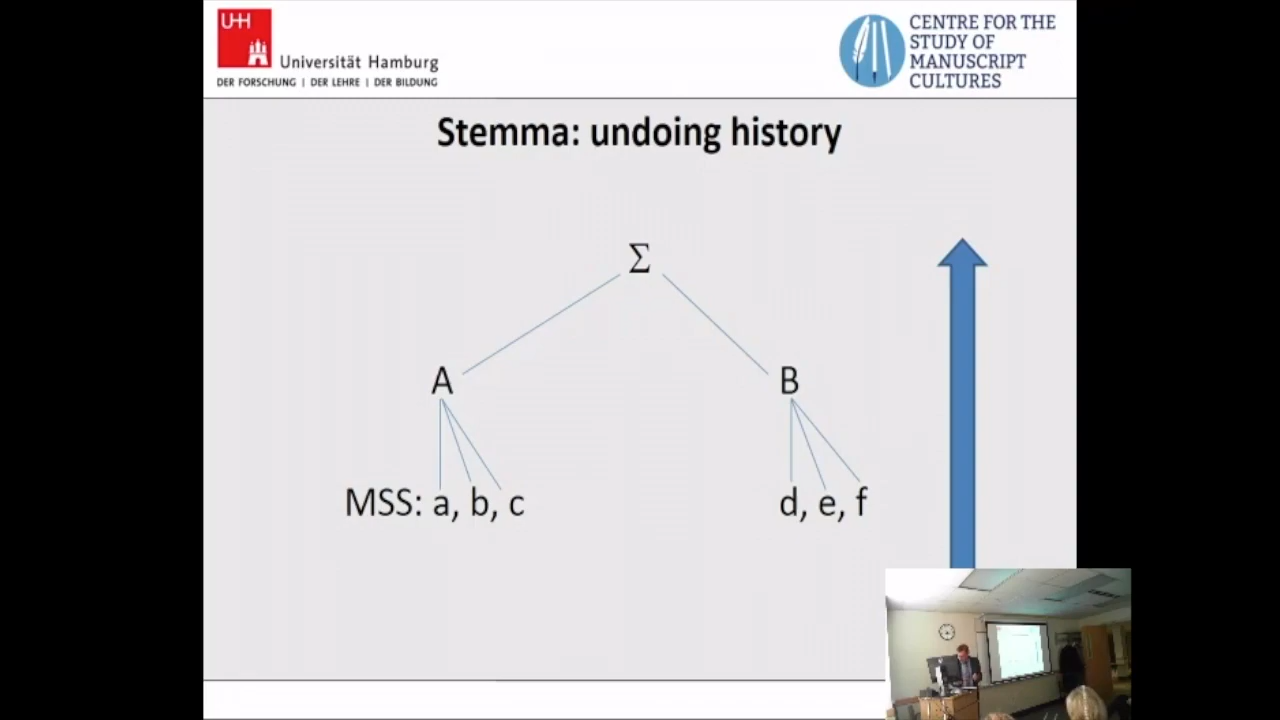 UHH
Universität Hamburg
DER FORSCHUNG | DER LEHRE | DER BILDUNG
CENTRE FOR THE
STUDY OF
MANUSCRIPT
CULTURES
Stemma: undoing history
Σ
A B
MSS: a, b, c d, e, f